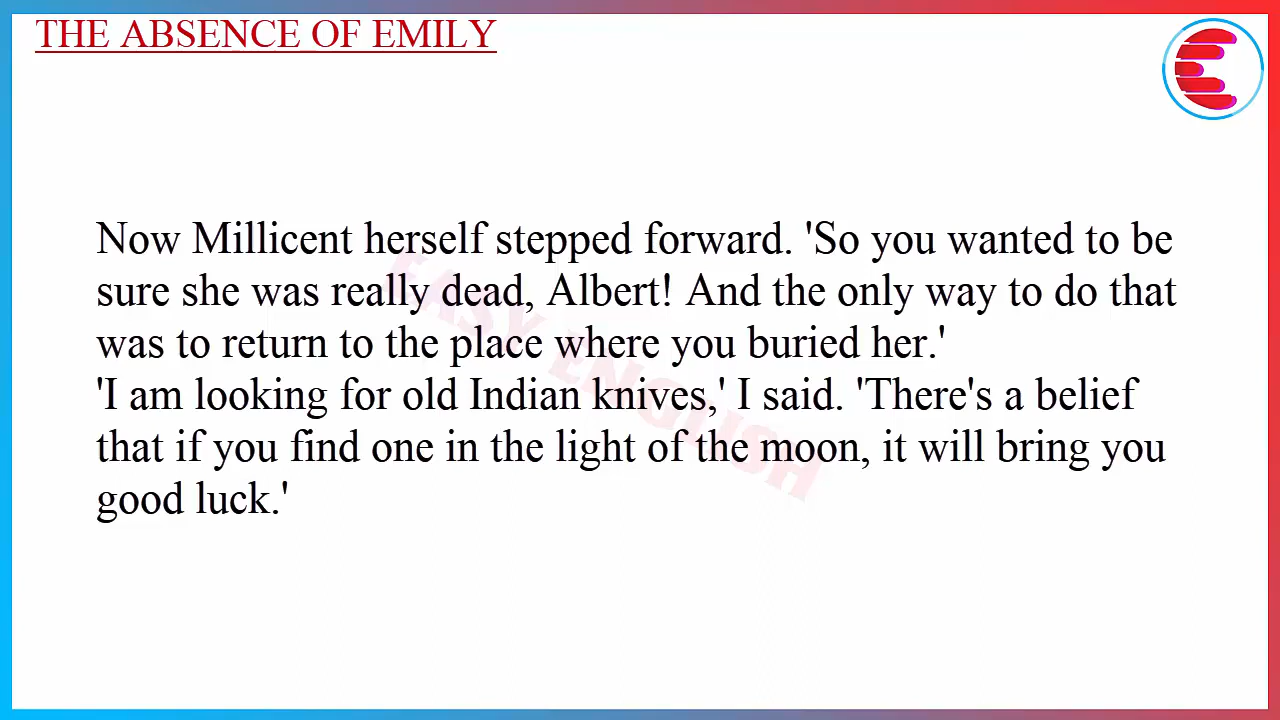 THE ABSENCE OF EMILY
Now Millicent herself stepped forward. 'So you wanted to be
sure she was really dead, Albert! And the only way to do that
was to return to the place where you buried her.'
'I am looking for old Indian knives,' I said. 'There's a belief
that if you find one in the light of the moon, it will bring you
good luck.'
EASY ENGLISH